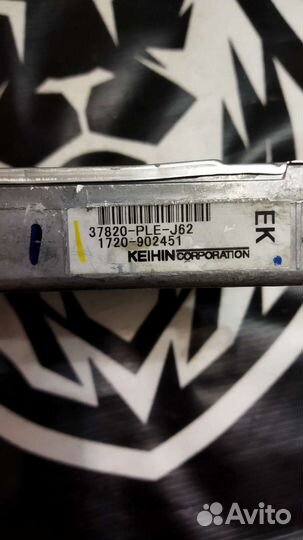 37820-PLE-J62
1720-902451
KEIHIN CORPORATION
EK
Avito